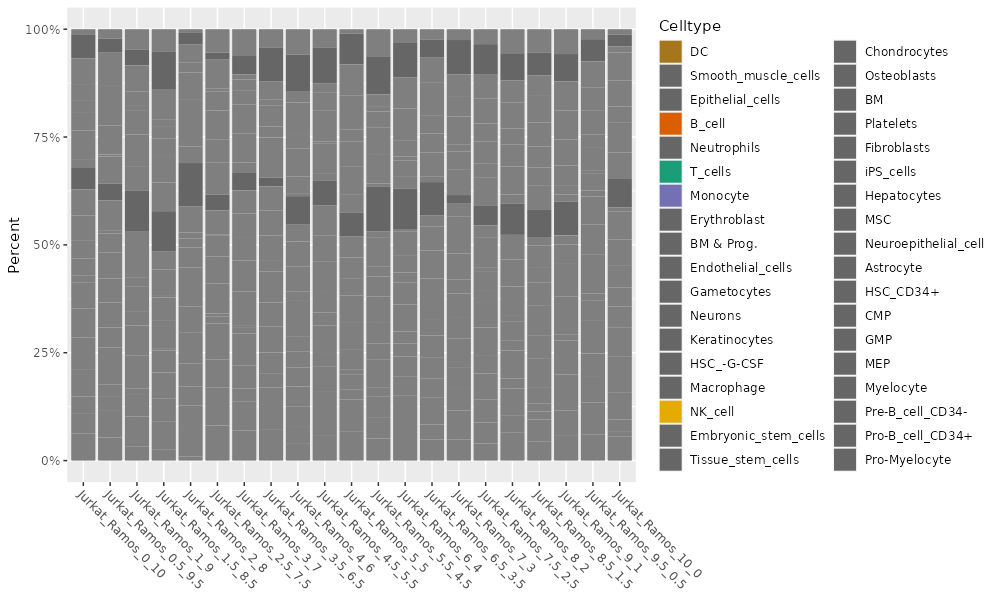 100%
75%
50%
25%
0%
Percent
Jurkat_Ramos_0_10
Jurkat_Ramos_0.5_9.5
Jurkat_Ramos_1_9
Jurkat_Ramos_1.5_8.5
Jurkat_Ramos_2_8
Jurkat_Ramos_2.5_7.5
Jurkat_Ramos_3_7
Jurkat_Ramos_3.5_6.5
Jurkat_Ramos_4_6
Jurkat_Ramos_4.5_5.5
Jurkat_Ramos_5_5
Jurkat_Ramos_5.5_4.5
Jurkat_Ramos_6_4
Jurkat_Ramos_6.5_3.5
Jurkat_Ramos_7_3
Jurkat_Ramos_7.5_2.5
Jurkat_Ramos_8_2
Jurkat_Ramos_8.5_1.5
Jurkat_Ramos_9_1
Jurkat_Ramos_9.5_0.5
Jurkat_Ramos_10_0
Celltype
DC
Smooth_muscle_cells
Epithelial_cells
B_cell
Neutrophils
T_cells
Monocyte
Erythroblast
BM & Prog.
Endothelial_cells
Gametocytes
Neurons
Keratinocytes
HSC_-G-CSF
Macrophage
NK_cell
Embryonic_stem_cells
Tissue_stem_cells
Chondrocytes
Osteoblasts
BM
Platelets
Fibroblasts
iPS_cells
Hepatocytes
MSC
Neuroepithelial_cell
Astrocyte
HSC_CD34+
CMP
GMP
MEP
Myelocyte
Pre-B_cell_CD34-
Pro-B_cell_CD34+
Pro-Myelocyte